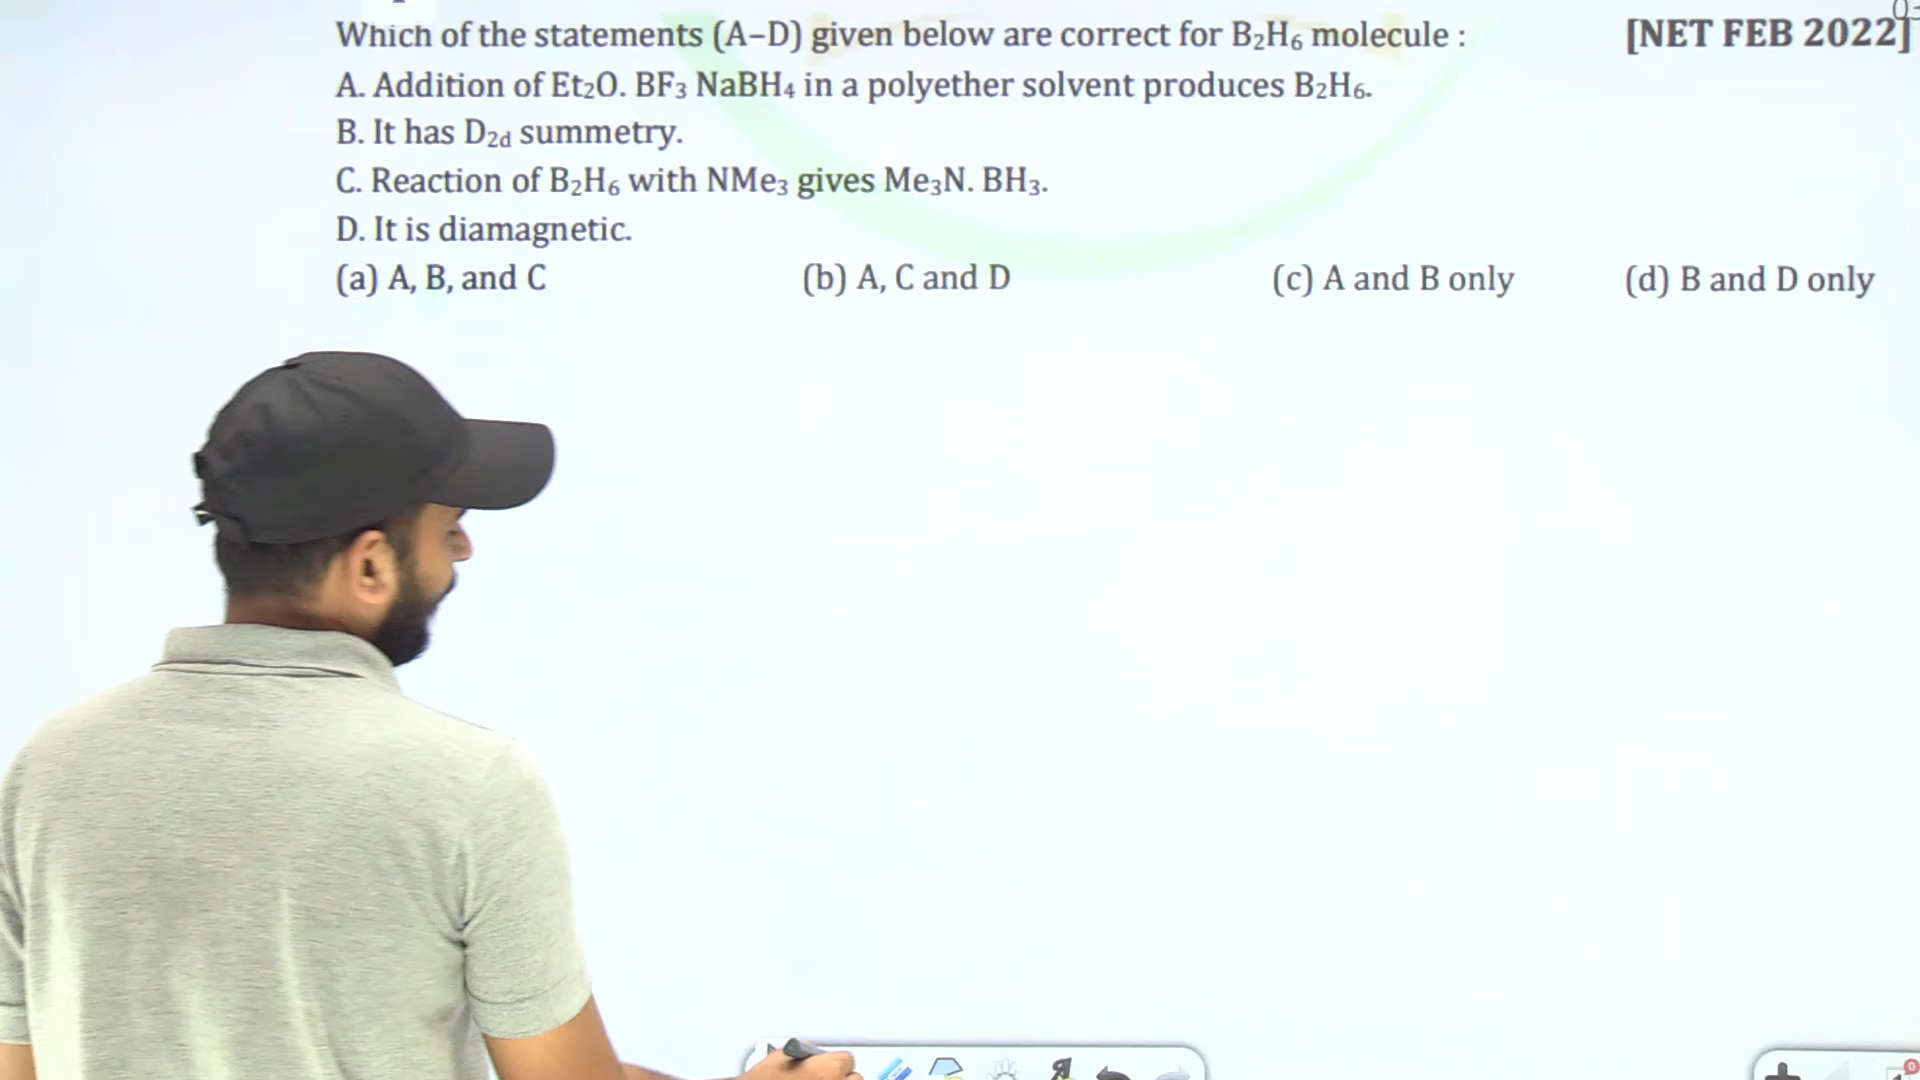 Which of the statements (A–D) given below are correct for B₂H₆ molecule : [NET FEB 2022]
A. Addition of Et₂O. BF₃ NaBH₄ in a polyether solvent produces B₂H₆.
B. It has D₂d summetry.
C. Reaction of B₂H₆ with NMe₃ gives Me₃N. BH₃.
D. It is diamagnetic.
(a) A, B, and C (b) A, C and D (c) A and B only (d) B and D only